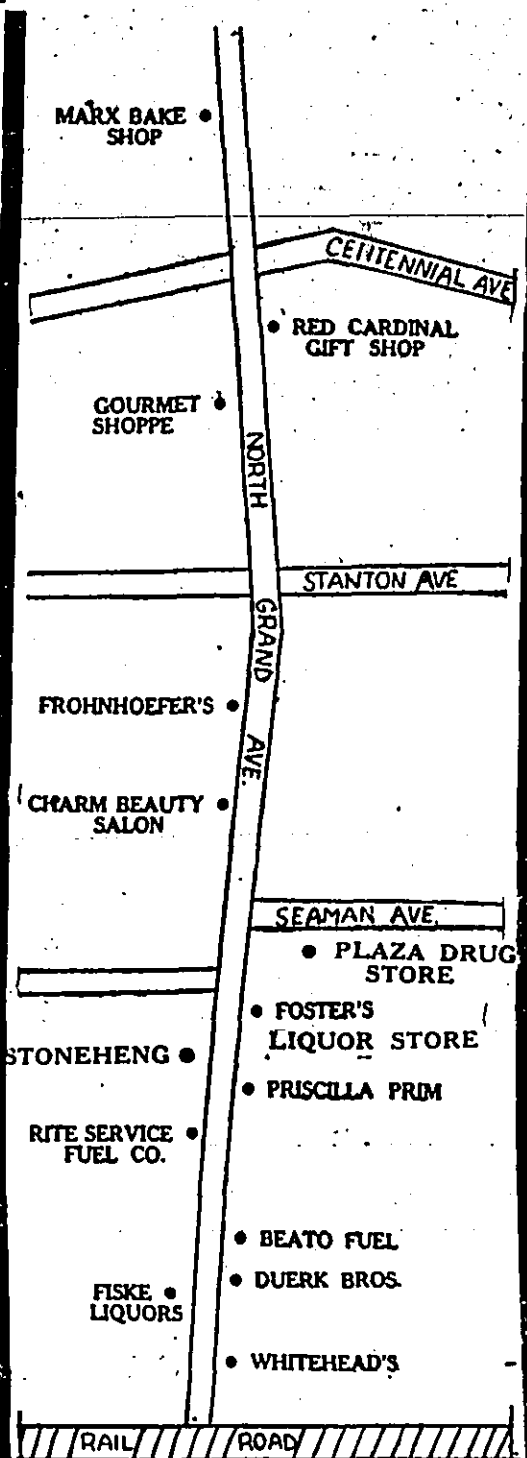 MARX BAKE
SHOP
CENTENNIAL AVE
RED CARDINAL
GIFT SHOP
GOURMET
SHOPPE
NORTH
GRAND
AVE.
STANTON AVE
FROHNHOEFER'S
CHARM BEAUTY
SALON
SEAMAN AVE.
PLAZA DRUG
STORE
FOSTER'S
LIQUOR STORE
STONEHENG
PRISCILLA PRIM
RITE SERVICE
FUEL CO.
BEATO FUEL
DUERK BROS.
FISKE
LIQUORS
WHITEHEAD'S
RAIL ROAD